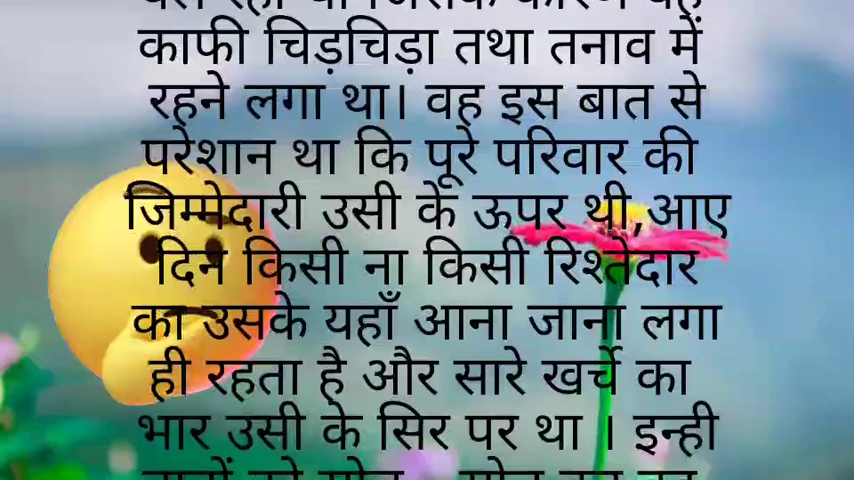 काफी चिड़चिड़ा तथा तनाव में
रहने लगा था। वह इस बात से
परेशान था कि पूरे परिवार की
जिम्मेदारी उसी के ऊपर थी,आए
दिन किसी ना किसी रिश्तेदार
का उसके यहाँ आना जाना लगा
ही रहता है और सारे खर्चे का
भार उसी के सिर पर था । इन्ही